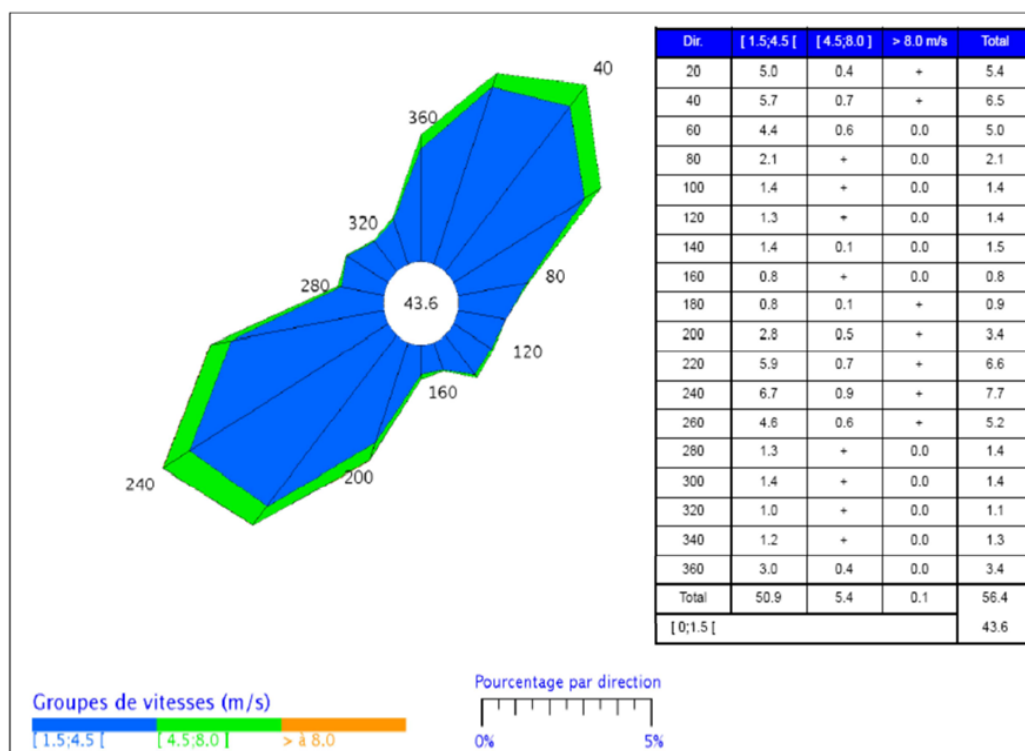 Dir. [ 1.5;4.5 [ [ 4.5;8.0 ] > 8.0 m/s Total
20 5.0 0.4 + 5.4
40 5.7 0.7 + 6.5
60 4.4 0.6 0.0 5.0
80 2.1 + 0.0 2.1
100 1.4 + 0.0 1.4
120 1.3 + 0.0 1.4
140 1.4 0.1 0.0 1.5
160 0.8 + 0.0 0.8
180 0.8 0.1 + 0.9
200 2.8 0.5 + 3.4
220 5.9 0.7 + 6.6
240 6.7 0.9 + 7.7
260 4.6 0.6 + 5.2
280 1.3 + 0.0 1.4
300 1.4 + 0.0 1.4
320 1.0 + 0.0 1.1
340 1.2 + 0.0 1.3
360 3.0 0.4 0.0 3.4
Total 50.9 5.4 0.1 56.4
[ 0;1.5 [ 43.6
40
360
320
280
80
43.6
120
160
200
240
Groupes de vitesses (m/s)
[ 1.5;4.5 [ [ 4.5;8.0 ] > à 8.0
Pourcentage par direction
0% 5%